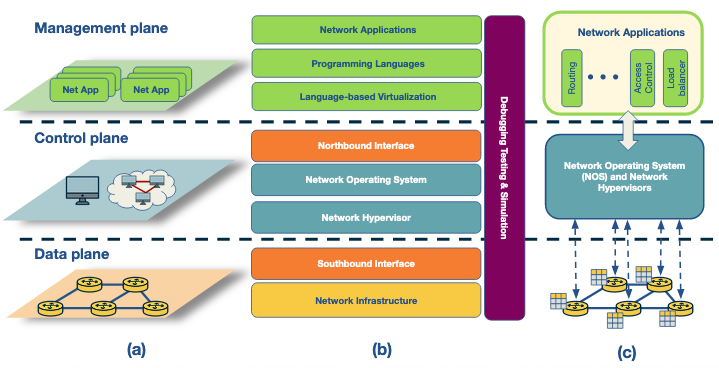 Management plane
Net App
Net App
Control plane
Data plane
(a)
Network Applications
Programming Languages
Language-based Virtualization
Northbound Interface
Network Operating System
Network Hypervisor
Southbound Interface
Network Infrastructure
Debugging Testing & Simulation
(b)
Network Applications
Routing
Access
Control
Load
balancer
Network Operating System
(NOS) and Network
Hypervisors
(c)